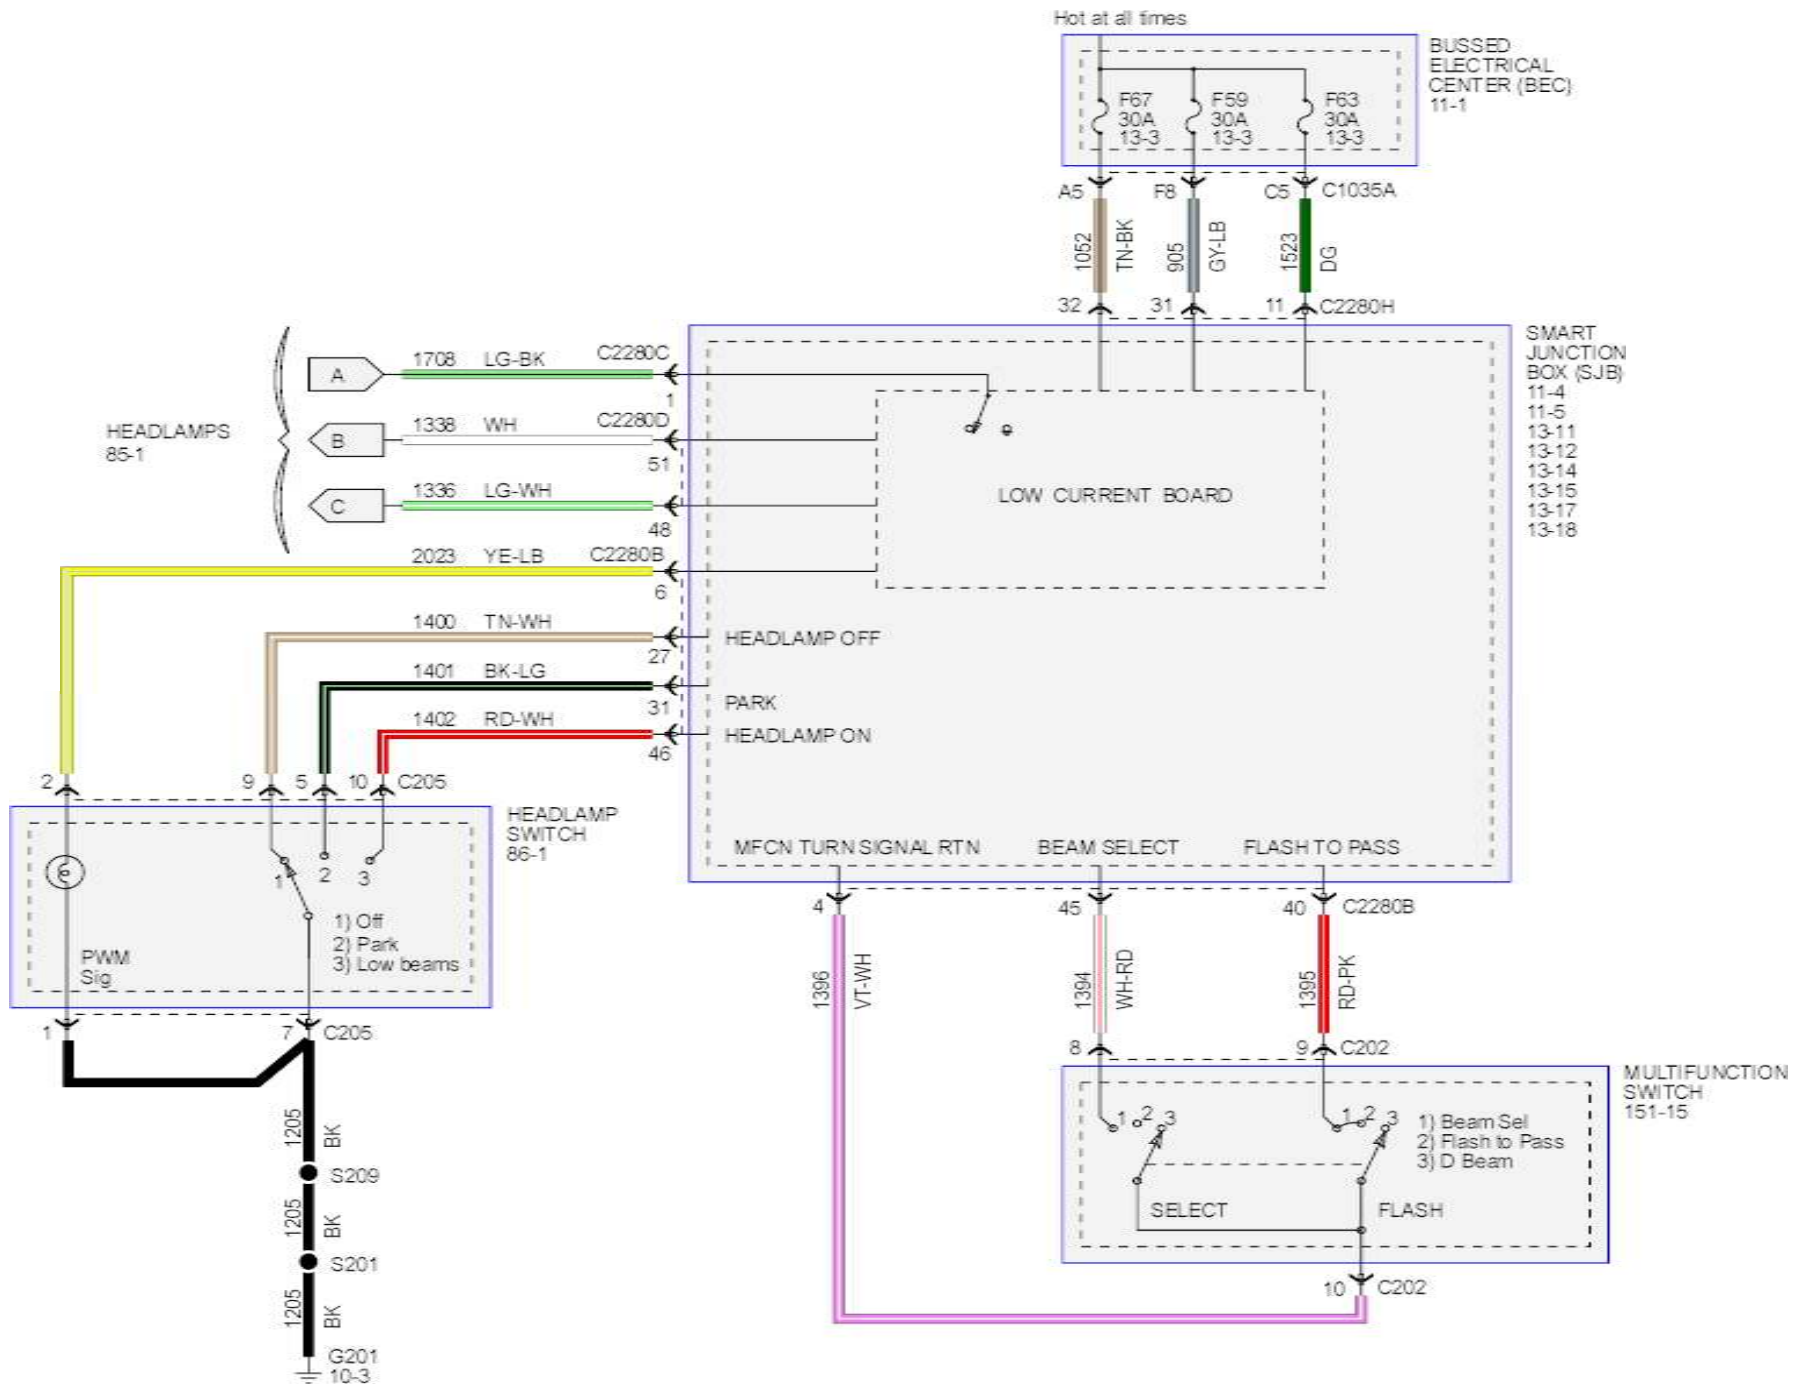 Hot at all times
BUSSED
ELECTRICAL
CENTER (BEC)
11-1
F67
30A
13-3
F59
30A
13-3
F63
30A
13-3
A5
F8
C5
C1035A
1052
TN-BK
905
GY-LB
1523
DG
32
31
11
C2280H
SMART
JUNCTION
BOX (SJB)
11-4
11-5
13-11
13-12
13-14
13-15
13-17
13-18
HEADLAMPS
85-1
A
1708 LG-BK
C2280C
1
B
1338 WH
C2280D
51
C
1336 LG-WH
48
2023 YE-LB
C2280B
6
1400 TN-WH
27
1401 BK-LG
31
1402 RD-WH
46
LOW CURRENT BOARD
HEADLAMP OFF
PARK
HEADLAMP ON
MFCN TURN SIGNAL RTN
BEAM SELECT
FLASH TO PASS
2
9
5
10
C205
HEADLAMP
SWITCH
86-1
1
2
3
1) Off
2) Park
3) Low beams
PWM
Sig
1
7
C205
1205
BK
S209
1205
BK
S201
1205
BK
G201
10-3
4
45
40
C2280B
1396
VT-WH
1394
WH-RD
1395
RD-PK
8
9
C202
MULTIFUNCTION
SWITCH
151-15
1
2
3
1
2
3
1) Beam Sel
2) Flash to Pass
3) D Beam
SELECT
FLASH
10
C202